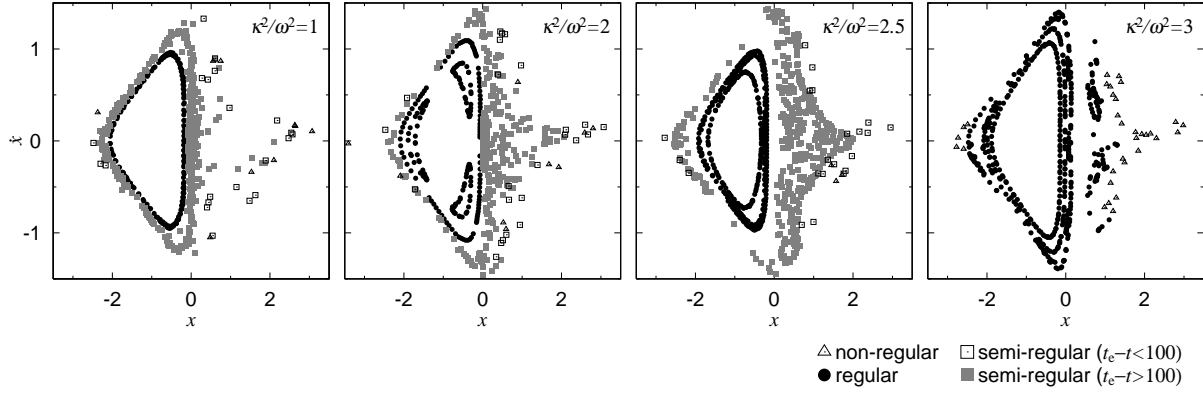 κ²/ω²=1
κ²/ω²=2
κ²/ω²=2.5
κ²/ω²=3
1
0
-1
ẋ
-2 0 2
-2 0 2
-2 0 2
-2 0 2
x
x
x
x
△ non-regular
⊡ semi-regular (tₑ–t<100)
● regular
■ semi-regular (tₑ–t>100)